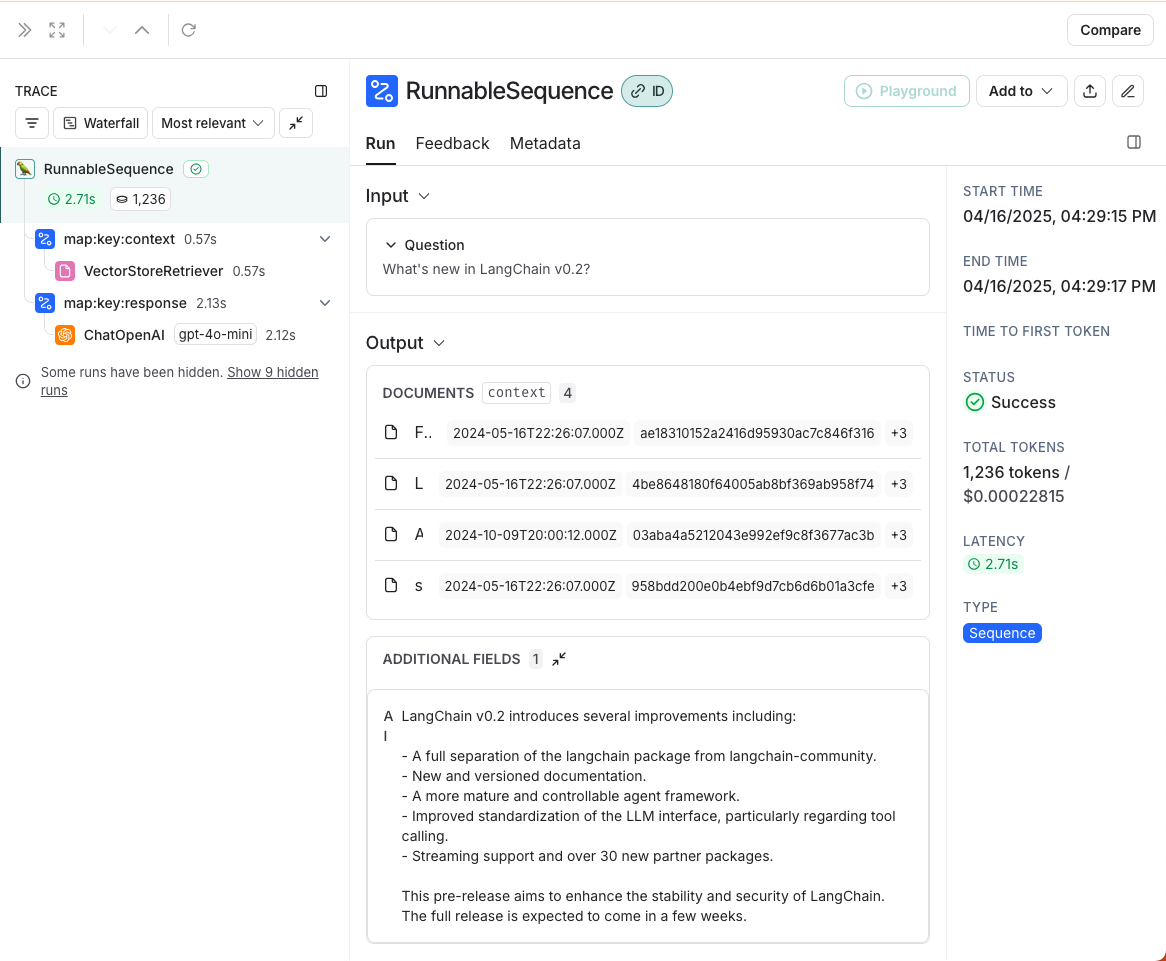 Compare
TRACE
Waterfall
Most relevant
RunnableSequence
2.71s
1,236
map:key:context 0.57s
VectorStoreRetriever 0.57s
map:key:response 2.13s
ChatOpenAI gpt-4o-mini 2.12s
Some runs have been hidden. Show 9 hidden
runs
RunnableSequence ID
Playground
Add to
Run Feedback Metadata
Input
Question
What's new in LangChain v0.2?
Output
DOCUMENTS context 4
F.. 2024-05-16T22:26:07.000Z ae18310152a2416d95930ac7c846f316 +3
L 2024-05-16T22:26:07.000Z 4be8648180f64005ab8bf369ab958f74 +3
A 2024-10-09T20:00:12.000Z 03aba4a5212043e992ef9c8f3677ac3b +3
s 2024-05-16T22:26:07.000Z 958bdd200e0b4ebf9d7cb6d6b01a3cfe +3
ADDITIONAL FIELDS 1
AI
LangChain v0.2 introduces several improvements including:
- A full separation of the langchain package from langchain-community.
- New and versioned documentation.
- A more mature and controllable agent framework.
- Improved standardization of the LLM interface, particularly regarding tool
calling.
- Streaming support and over 30 new partner packages.
This pre-release aims to enhance the stability and security of LangChain.
The full release is expected to come in a few weeks.
START TIME
04/16/2025, 04:29:15 PM
END TIME
04/16/2025, 04:29:17 PM
TIME TO FIRST TOKEN
STATUS
Success
TOTAL TOKENS
1,236 tokens /
$0.00022815
LATENCY
2.71s
TYPE
Sequence